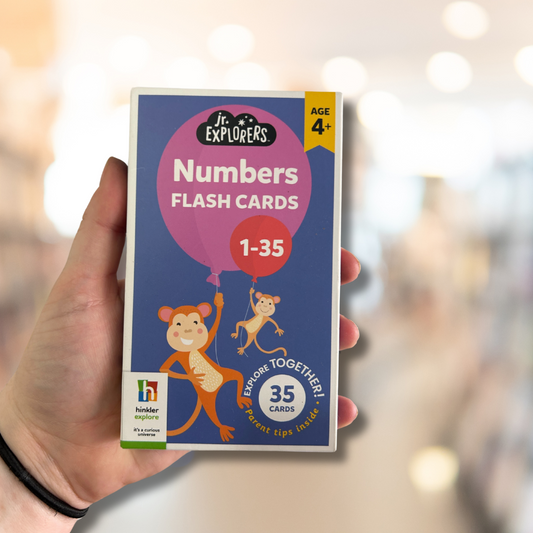 jr.
EXPLORERS
AGE
4+
Numbers
FLASH CARDS
1-35
EXPLORE TOGETHER!
35
CARDS
• Parent tips inside •
h
hinkler
explore
it's a curious
universe